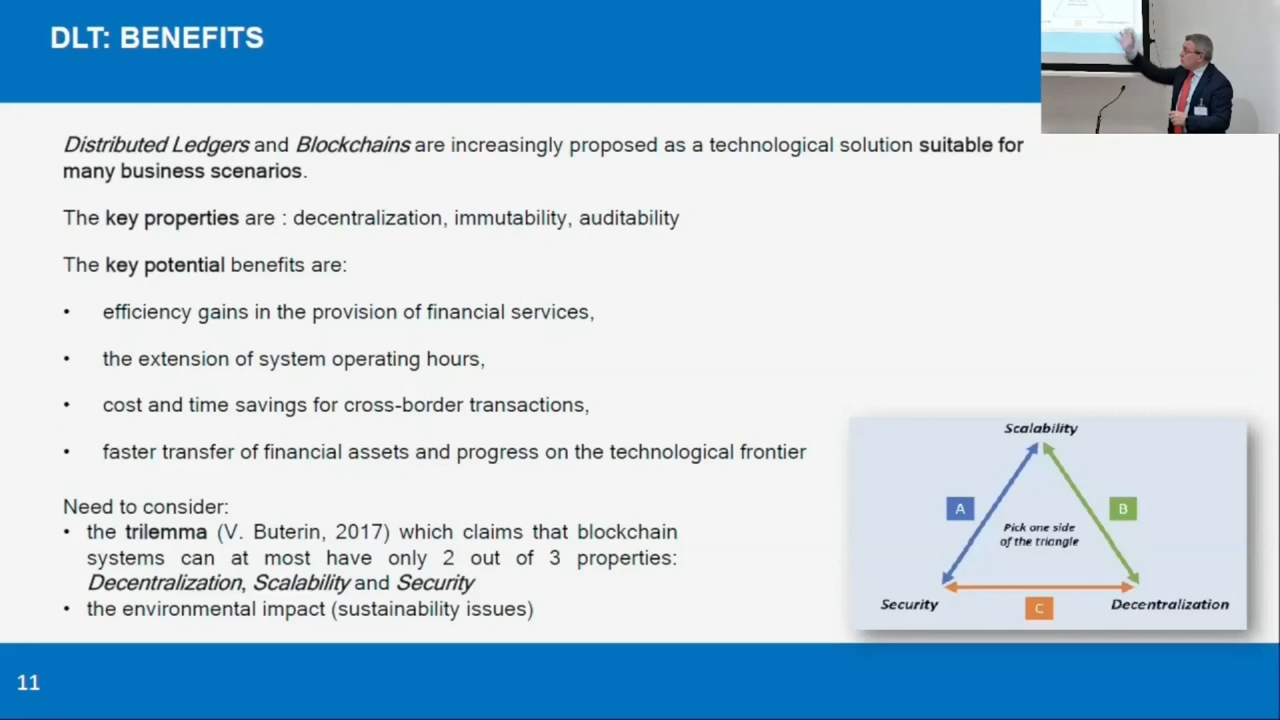 DLT: BENEFITS
Distributed Ledgers and Blockchains are increasingly proposed as a technological solution suitable for
many business scenarios.
The key properties are : decentralization, immutability, auditability
The key potential benefits are:
• efficiency gains in the provision of financial services,
• the extension of system operating hours,
• cost and time savings for cross-border transactions,
• faster transfer of financial assets and progress on the technological frontier
Need to consider:
• the trilemma (V. Buterin, 2017) which claims that blockchain
systems can at most have only 2 out of 3 properties:
Decentralization, Scalability and Security
• the environmental impact (sustainability issues)
Scalability
A
B
Pick one side
of the triangle
Security
C
Decentralization
11